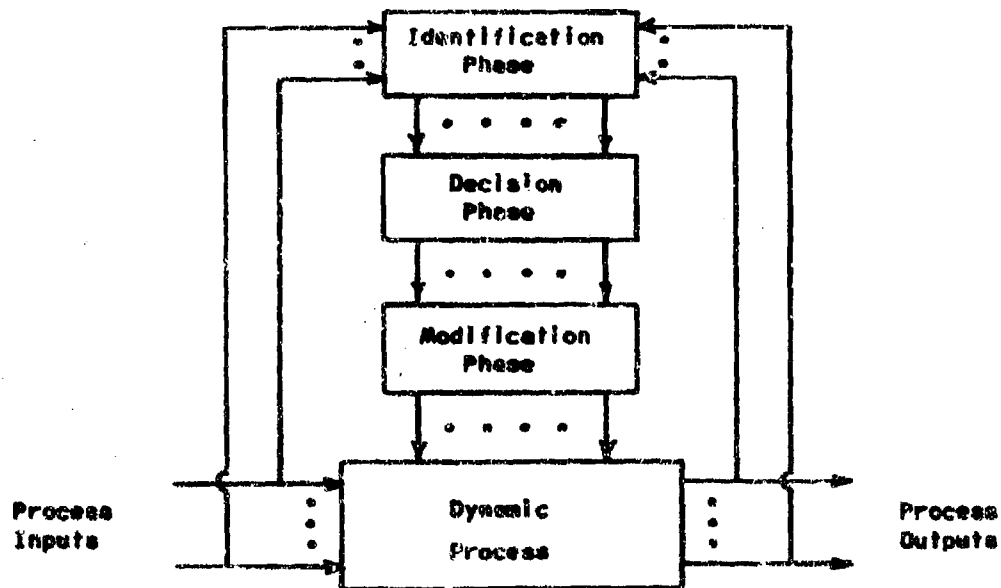 Identification
Phase
Decision
Phase
Modification
Phase
Process
Inputs
Dynamic
Process
Process
Outputs